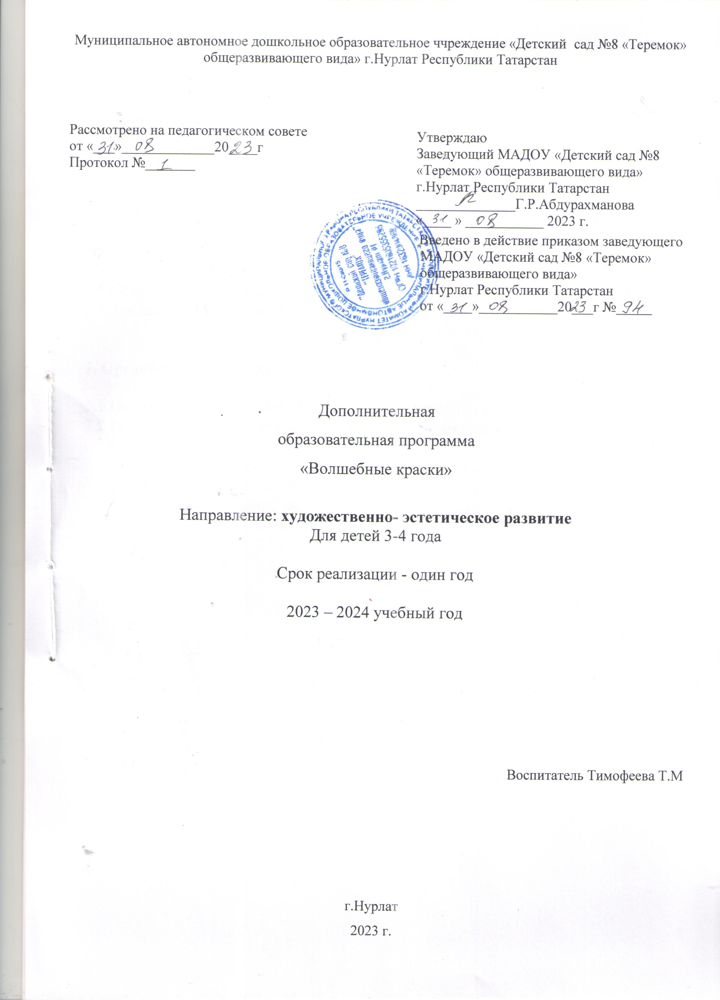 Муниципальное автономное дошкольное образовательное ччреждение «Детский сад №8 «Теремок»
общеразвивающего вида» г.Нурлат Республики Татарстан
Рассмотрено на педагогическом совете
от «31» 08 2023 г
Протокол № 1
Утверждаю
Заведующий МАДОУ «Детский сад №8
«Теремок» общеразвивающего вида»
г.Нурлат Республики Татарстан
Г.Р.Абдурахманова
« 31 » 08 2023 г.
Введено в действие приказом заведующего
МАДОУ «Детский сад №8 «Теремок»
общеразвивающего вида»
г.Нурлат Республики Татарстан
от « 31 » 08 2023 г № 94
Дополнительная
образовательная программа
«Волшебные краски»
Направление: художественно- эстетическое развитие
Для детей 3-4 года
Срок реализации - один год
2023 – 2024 учебный год
Воспитатель Тимофеева Т.М
г.Нурлат
2023 г.